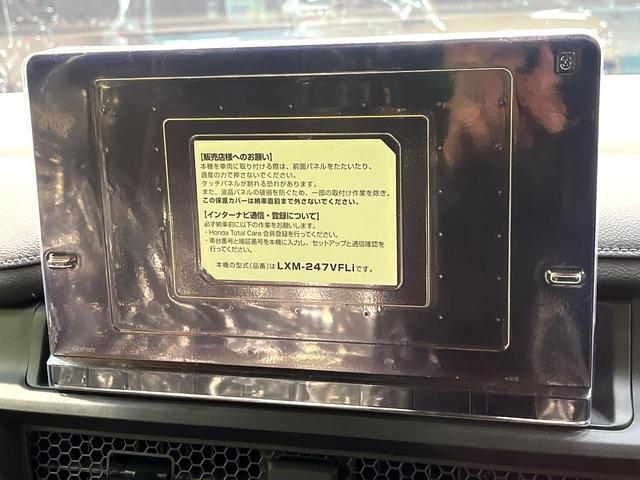 【販売店様へのお願い】
本機を車両に取り付ける際は、前面パネルをたたいたり、
過度の力で押さないでください。
タッチパネルが割れる恐れがあります。
また、液晶パネルの破損を防ぐため、一部の取付け作業を除き、
この保護カバーは納車直前まで外さないでください。
【インターナビ通信・登録について】
必ず納車前に以下の作業をお願いします。
・Honda Total Care 会員登録を行ってください。
・車台番号と暗証番号を本機に入力し、セットアップと通信確認を
行ってください。
本機の型式(品番)はLXM-247VFLiです。